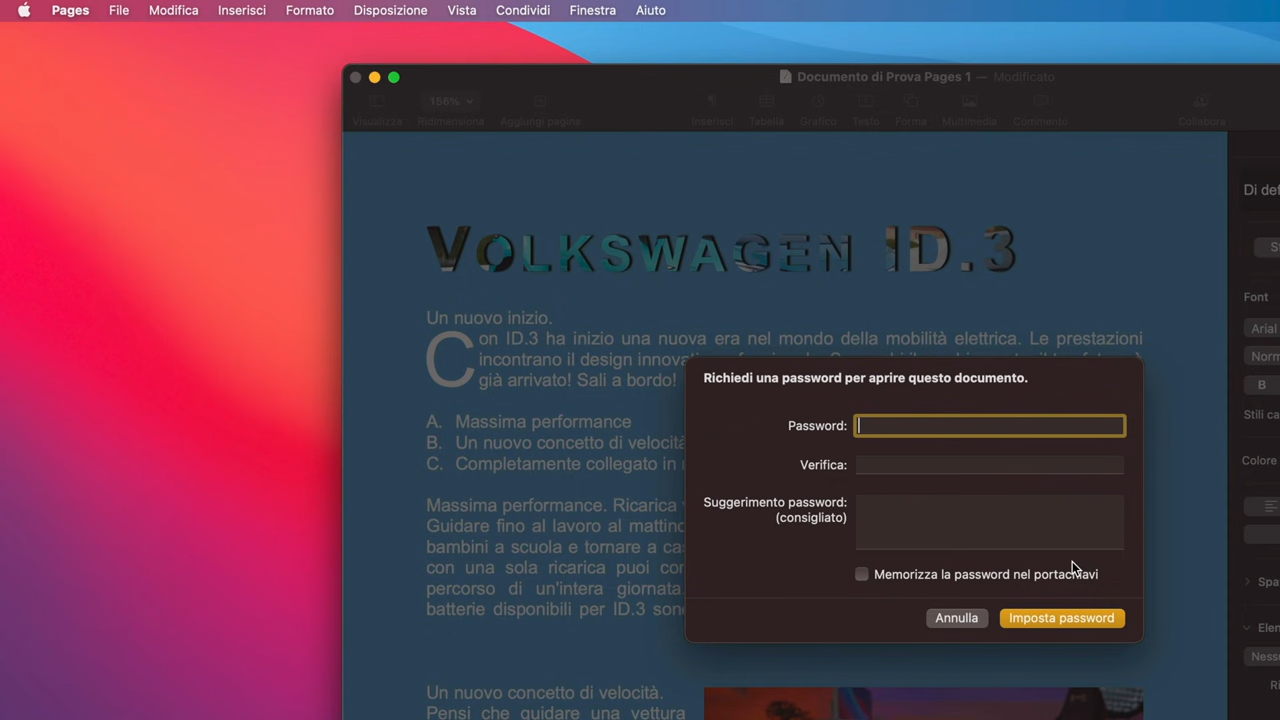 Pages File Modifica Inserisci Formato Disposizione Vista Condividi Finestra Aiuto
Documento di Prova Pages 1 — Modificato
156%
Visualizza Ridimensiona Aggiungi pagina Inserisci Tabella Grafico Testo Forma Multimedia Commento Collabora
VOLKSWAGEN ID.3
Un nuovo inizio.
Con ID.3 ha inizio una nuova era nel mondo della mobilità elettrica. Le prestazioni
incontrano il design
già arrivato! Sali a bordo!
A. Massima performance
B. Un nuovo concetto di velocità
C. Completamente collegato in
Massima performance. Ricarica
Guidare fino al lavoro al mattino
bambini a scuola e tornare a
con una sola ricarica puoi
percorso di un'intera giornata.
batterie disponibili per ID.3
Un nuovo concetto di velocità.
Pensi che guidare una vettura
Richiedi una password per aprire questo documento.
Password:
Verifica:
Suggerimento password:
(consigliato)
Memorizza la password nel portachiavi
Annulla Imposta password
Di
Font
Arial
B
Stili
Colore